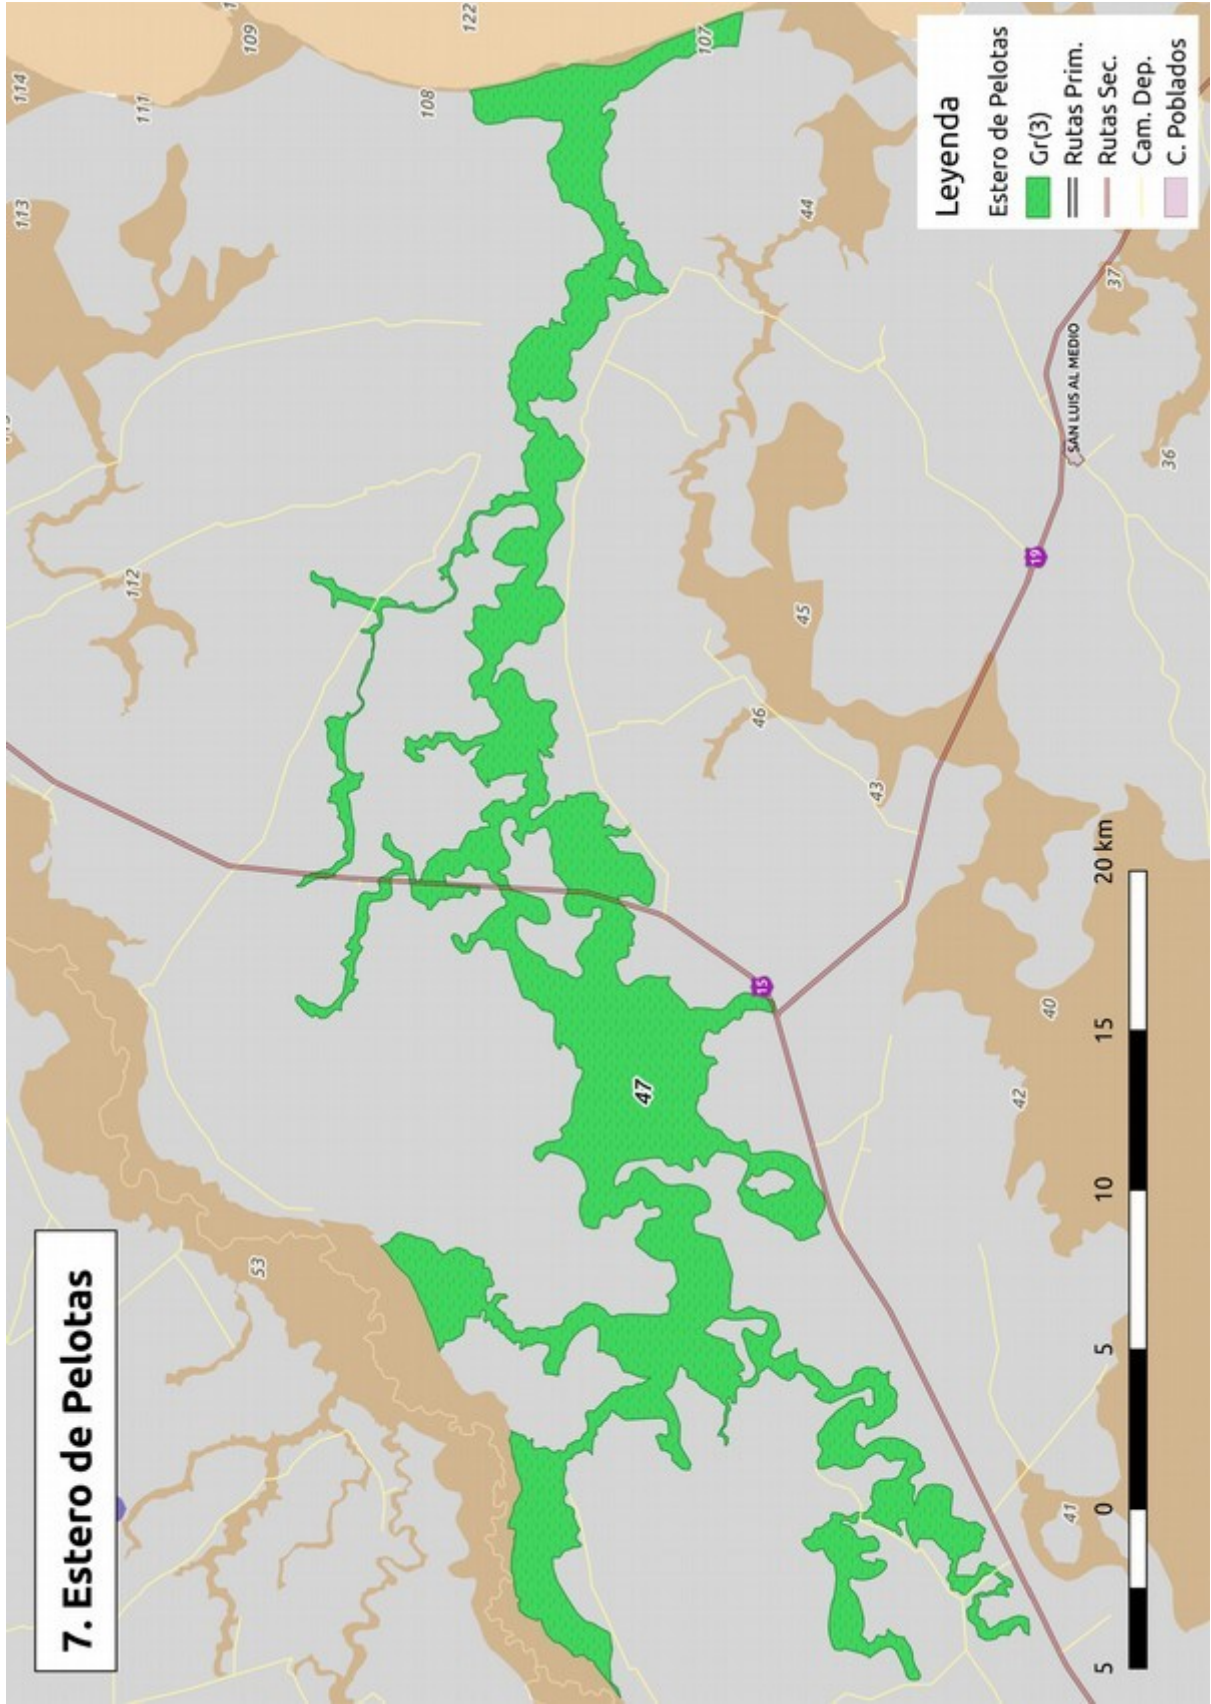 7. Estero de Pelotas
114
109
111
122
113
108
107
112
44
53
45
46
43
47
15
19
37
36
SAN LUIS AL MEDIO
40
42
41
Leyenda
Estero de Pelotas
Gr(3)
Rutas Prim.
Rutas Sec.
Cam. Dep.
C. Poblados
5 0 5 10 15 20 km